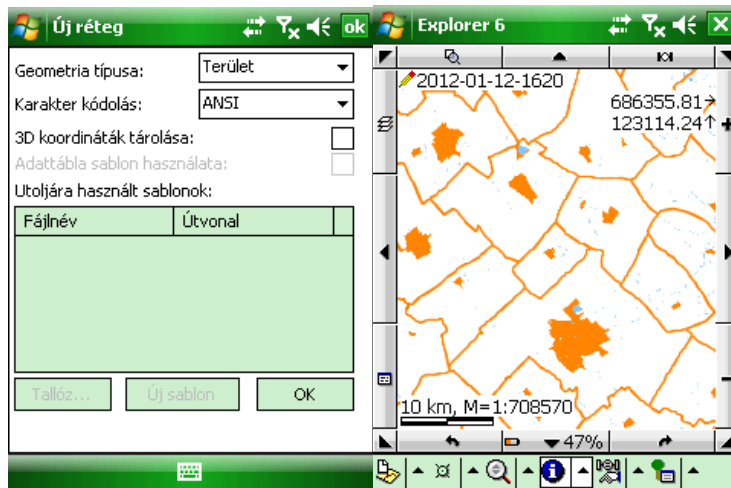 Új réteg
ok
Geometria típusa:
Terület
Karakter kódolás:
ANSI
3D koordináták tárolása:
Adattábla sablon használata:
Utoljára használt sablonok:
Fájlnév
Útvonal
Tallóz...
Új sablon
OK
Explorer 6
2012-01-12-1620
686355.81
123114.24
10 km, M=1:708570
47%